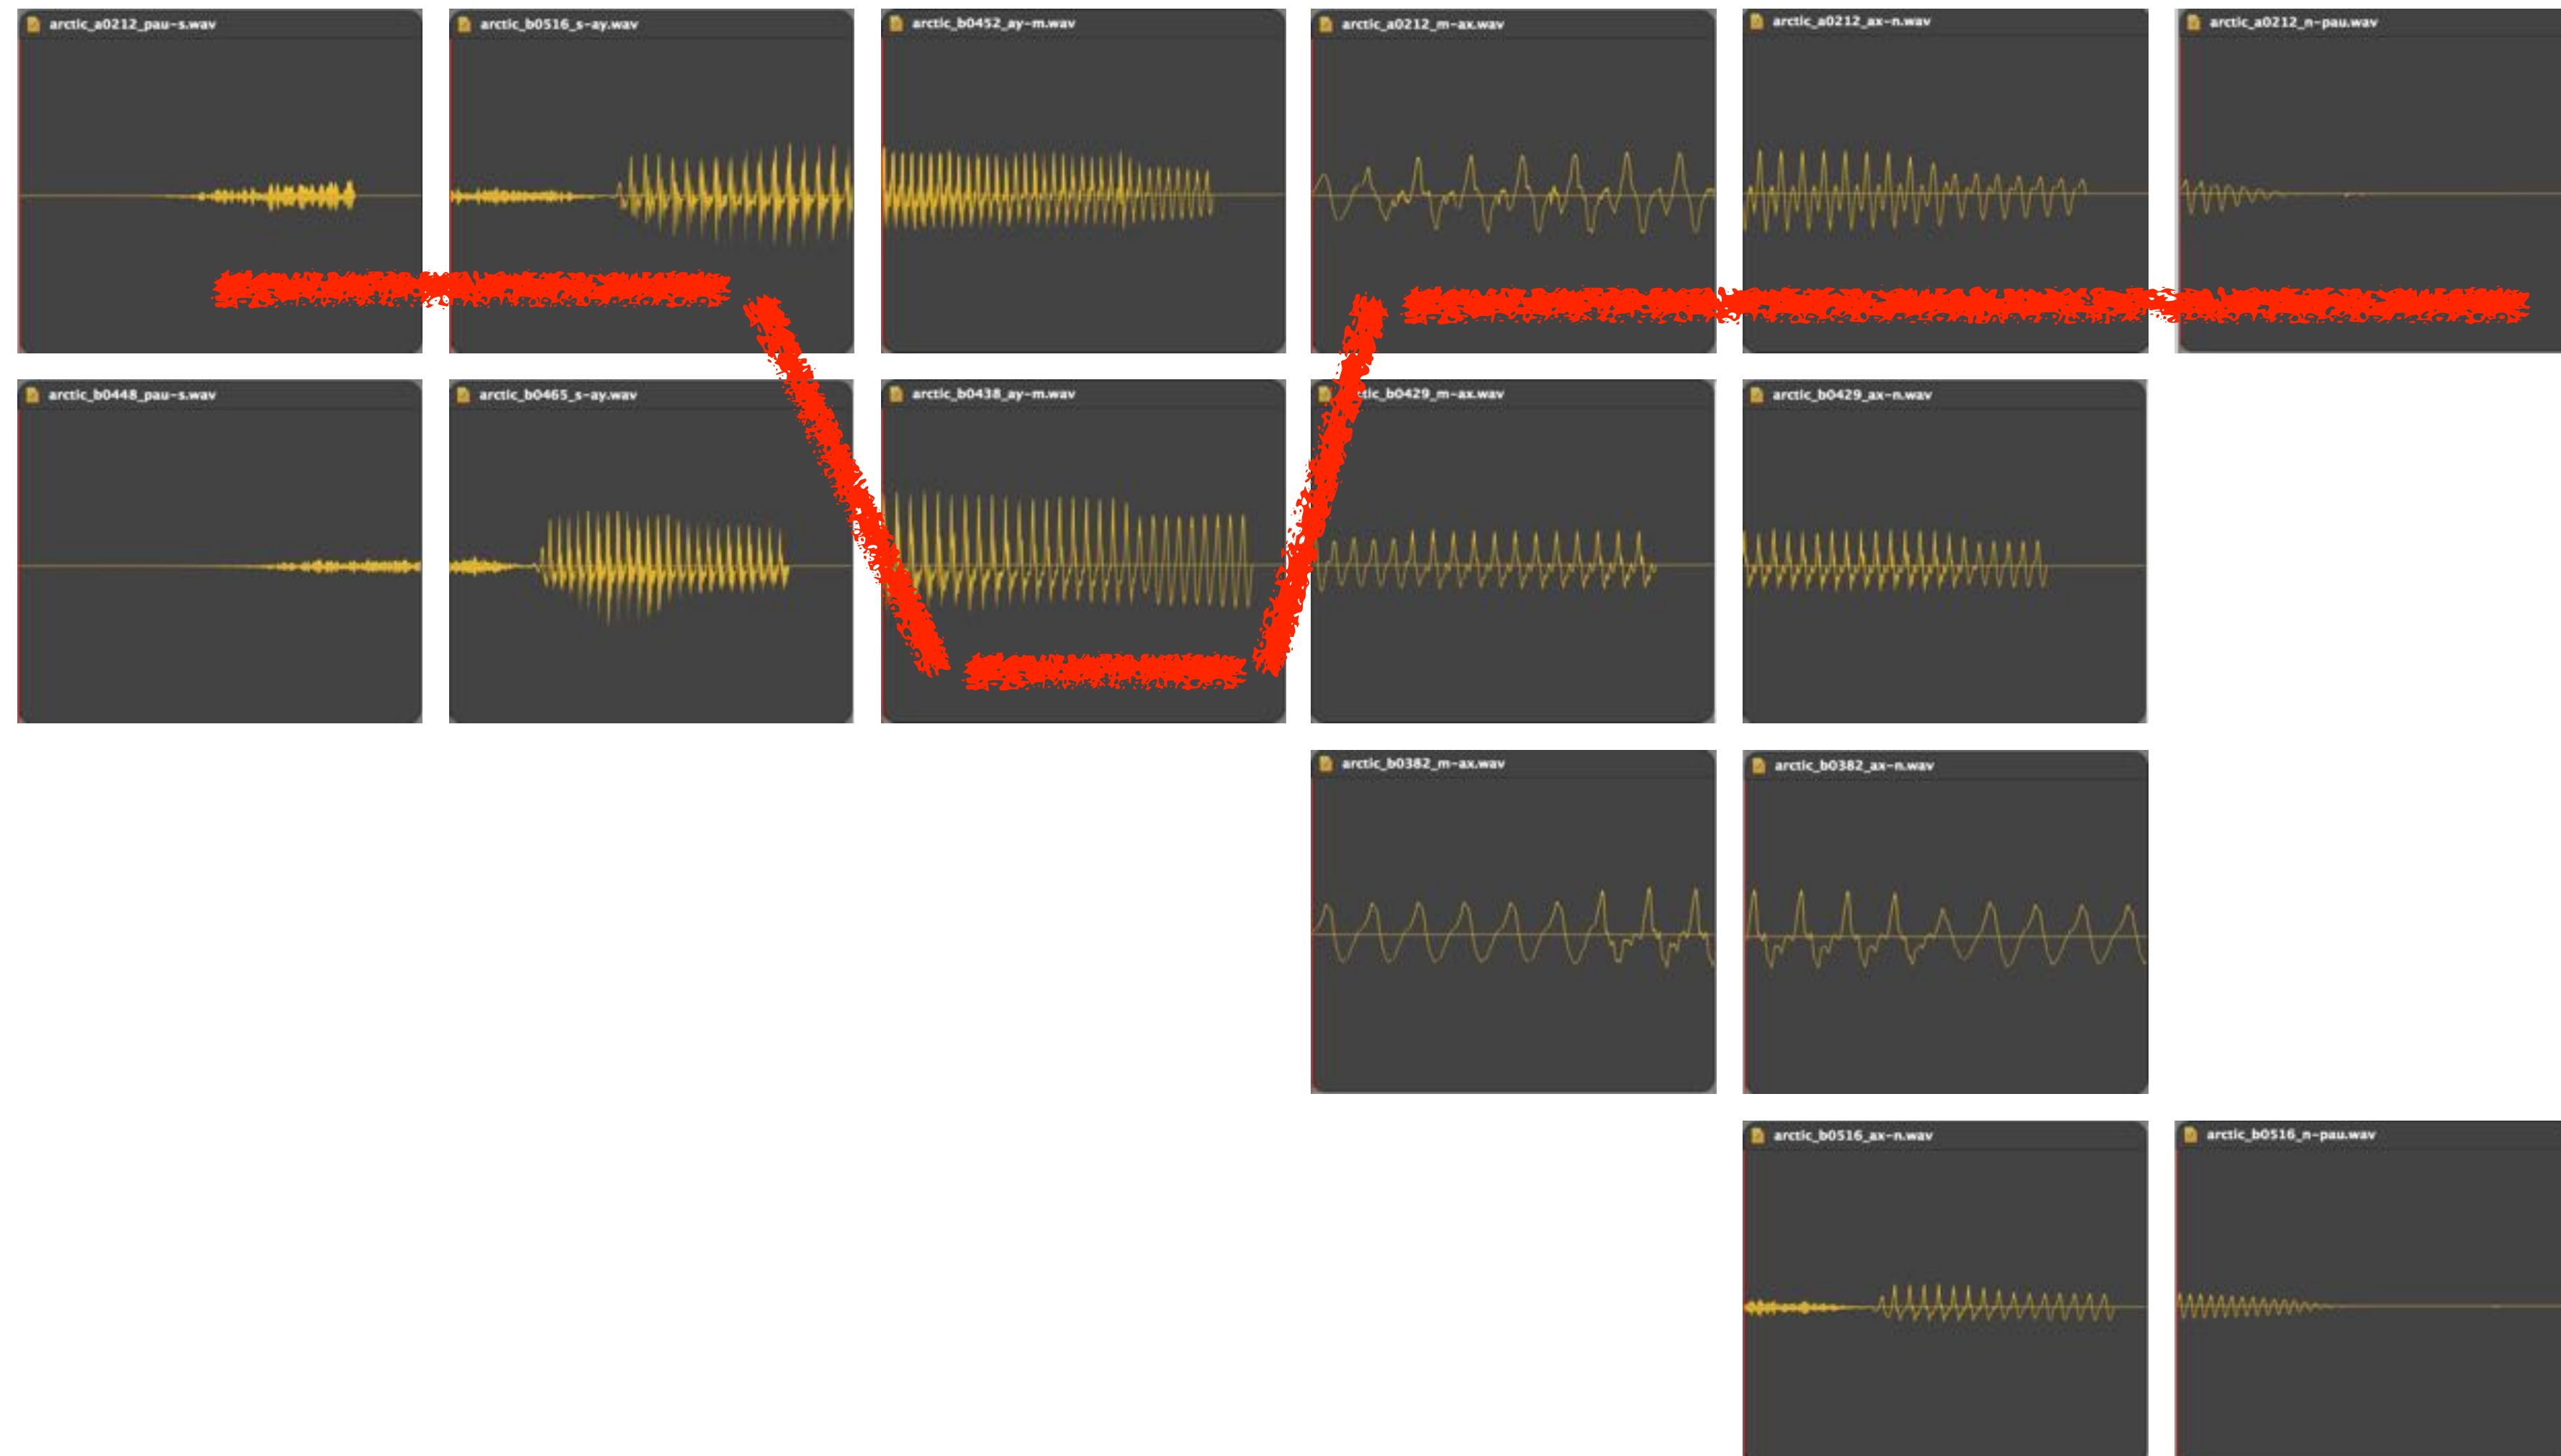 arctic_a0212_pau-s.wav
arctic_b0516_s-ay.wav
arctic_b0452_ay-m.wav
arctic_a0212_m-ax.wav
arctic_a0212_ax-n.wav
arctic_a0212_n-pau.wav
arctic_b0448_pau-s.wav
arctic_b0465_s-ay.wav
arctic_b0438_ay-m.wav
arctic_b0429_m-ax.wav
arctic_b0429_ax-n.wav
arctic_b0382_m-ax.wav
arctic_b0382_ax-n.wav
arctic_b0516_ax-n.wav
arctic_b0516_n-pau.wav